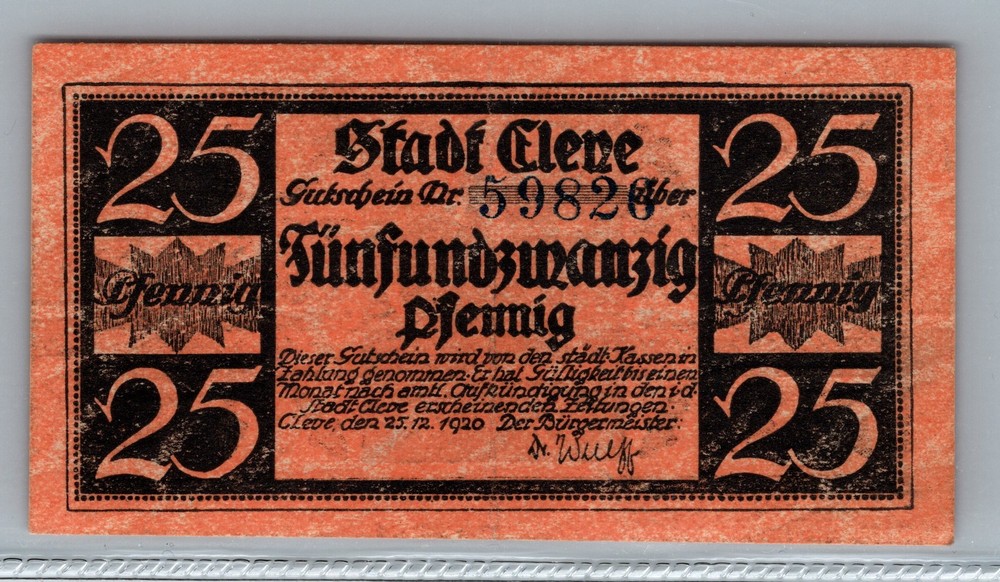 25
25
Stadt Cleve
Gutschein Nr. 59826 über
Fünfundzwanzig
Pfennig
Pfennig
Pfennig
Dieser Gutschein wird von den städt. Kassen in
Zahlung genommen. Er hat Gültigkeit bis einen
Monat nach amtl. Aufkündigung in den i. d.
Stadt Cleve erscheinenden Zeitungen.
Cleve, den 25.12.1920 Der Bürgermeister:
Dr. Wulff
25
25